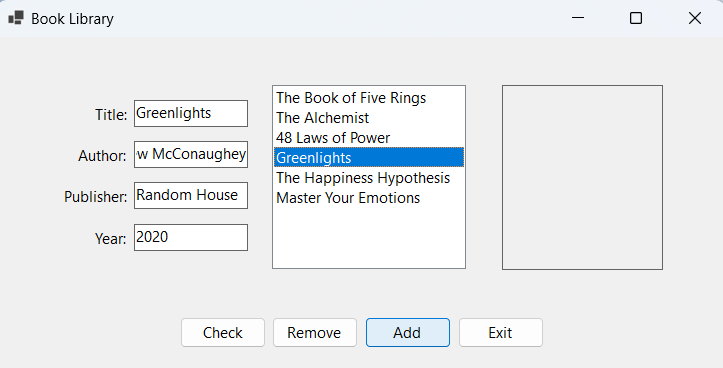 Book Library
Title: Greenlights
Author: w McConaughey
Publisher: Random House
Year: 2020
The Book of Five Rings
The Alchemist
48 Laws of Power
Greenlights
The Happiness Hypothesis
Master Your Emotions
Check Remove Add Exit